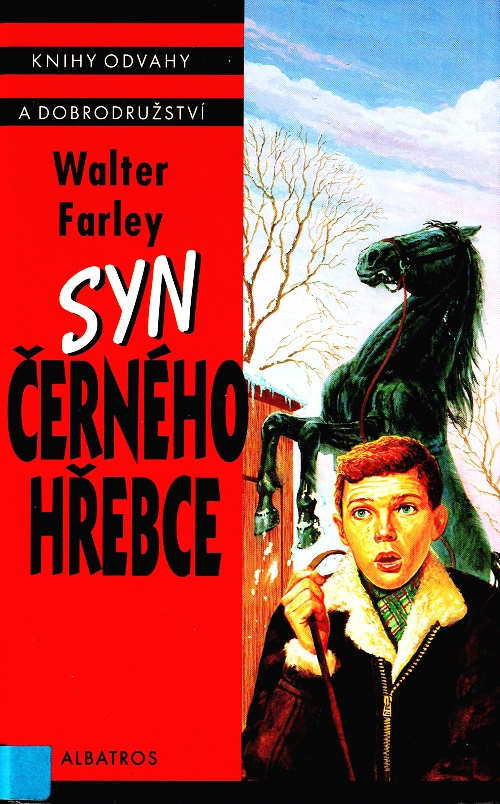 KNIHY ODVAHY
A DOBRODRUŽSTVÍ
Walter
Farley
SYN
ČERNÉHO
HŘEBCE
ALBATROS